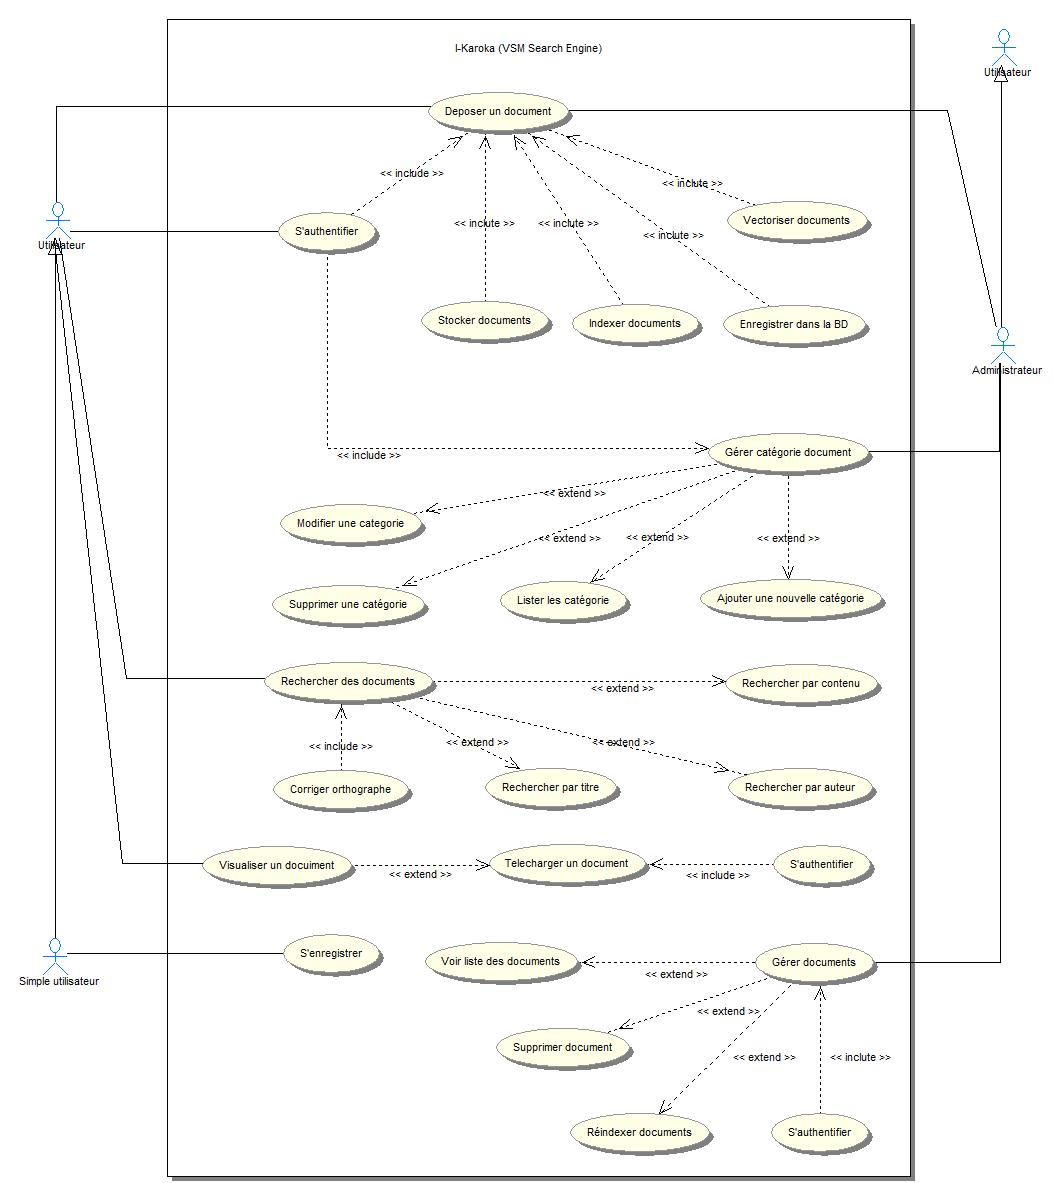 I-Karoka (VSM Search Engine)
Utilisateur
Deposer un document
<< include >>
<< inclute >>
Vectoriser documents
<< inclute >>
<< inclute >>
<< inclute >>
S'authentifier
Utilisateur
Stocker documents
Indexer documents
Enregistrer dans la BD
Administrateur
Gérer catégorie document
<< include >>
<< extend >>
Modifier une categorie
<< extend >>
<< extend >>
<< extend >>
Supprimer une catégorie
Lister les catégorie
Ajouter une nouvelle catégorie
Rechercher des documents
<< extend >>
Rechercher par contenu
<< include >>
<< extend >>
<< extend >>
Corriger orthographe
Rechercher par titre
Rechercher par auteur
Visualiser un docuiment
<< extend >>
Telecharger un document
<< include >>
S'authentifier
S'enregistrer
Simple utilisateur
Voir liste des documents
<< extend >>
Gérer documents
<< extend >>
Supprimer document
<< extend >>
<< inclute >>
Réindexer documents
S'authentifier